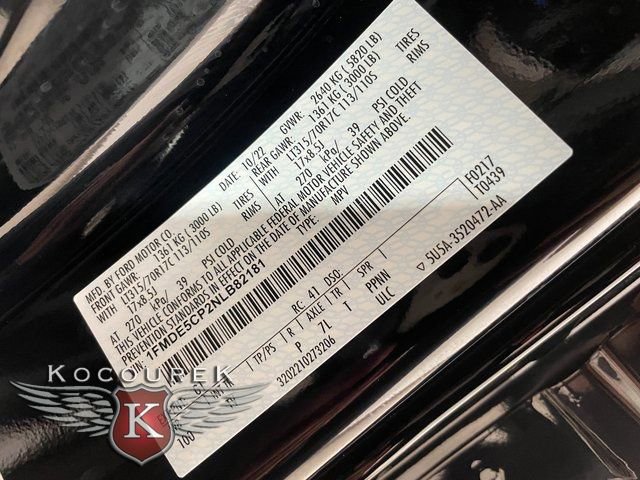 MFD BY FORD MOTOR CO.
DATE: 10/22 GVWR: 2640 KG ( 5820 LB)
FRONT GAWR: 1361 KG ( 3000 LB) REAR GAWR: 1361 KG ( 3000 LB)
WITH LT315/70R17C 113/110S TIRES WITH LT315/70R17C 113/110S TIRES
17x8.5J RIMS 17x8.5J RIMS
AT 270 kPa/ 39 PSI COLD AT 270 kPa/ 39 PSI COLD
THIS VEHICLE CONFORMS TO ALL APPLICABLE FEDERAL MOTOR VEHICLE SAFETY AND THEFT
PREVENTION STANDARDS IN EFFECT ON THE DATE OF MANUFACTURE SHOWN ABOVE.
1FMDE5CP2NLB82181 TYPE: MPV
F0217
T0439
RC: 41 DSO:
INT TR TP/PS R AXLE TR SPR
P 7L T PPNN
ULC
3202210273206
5U5A-3520472-AA
100
KOCOUREK
K